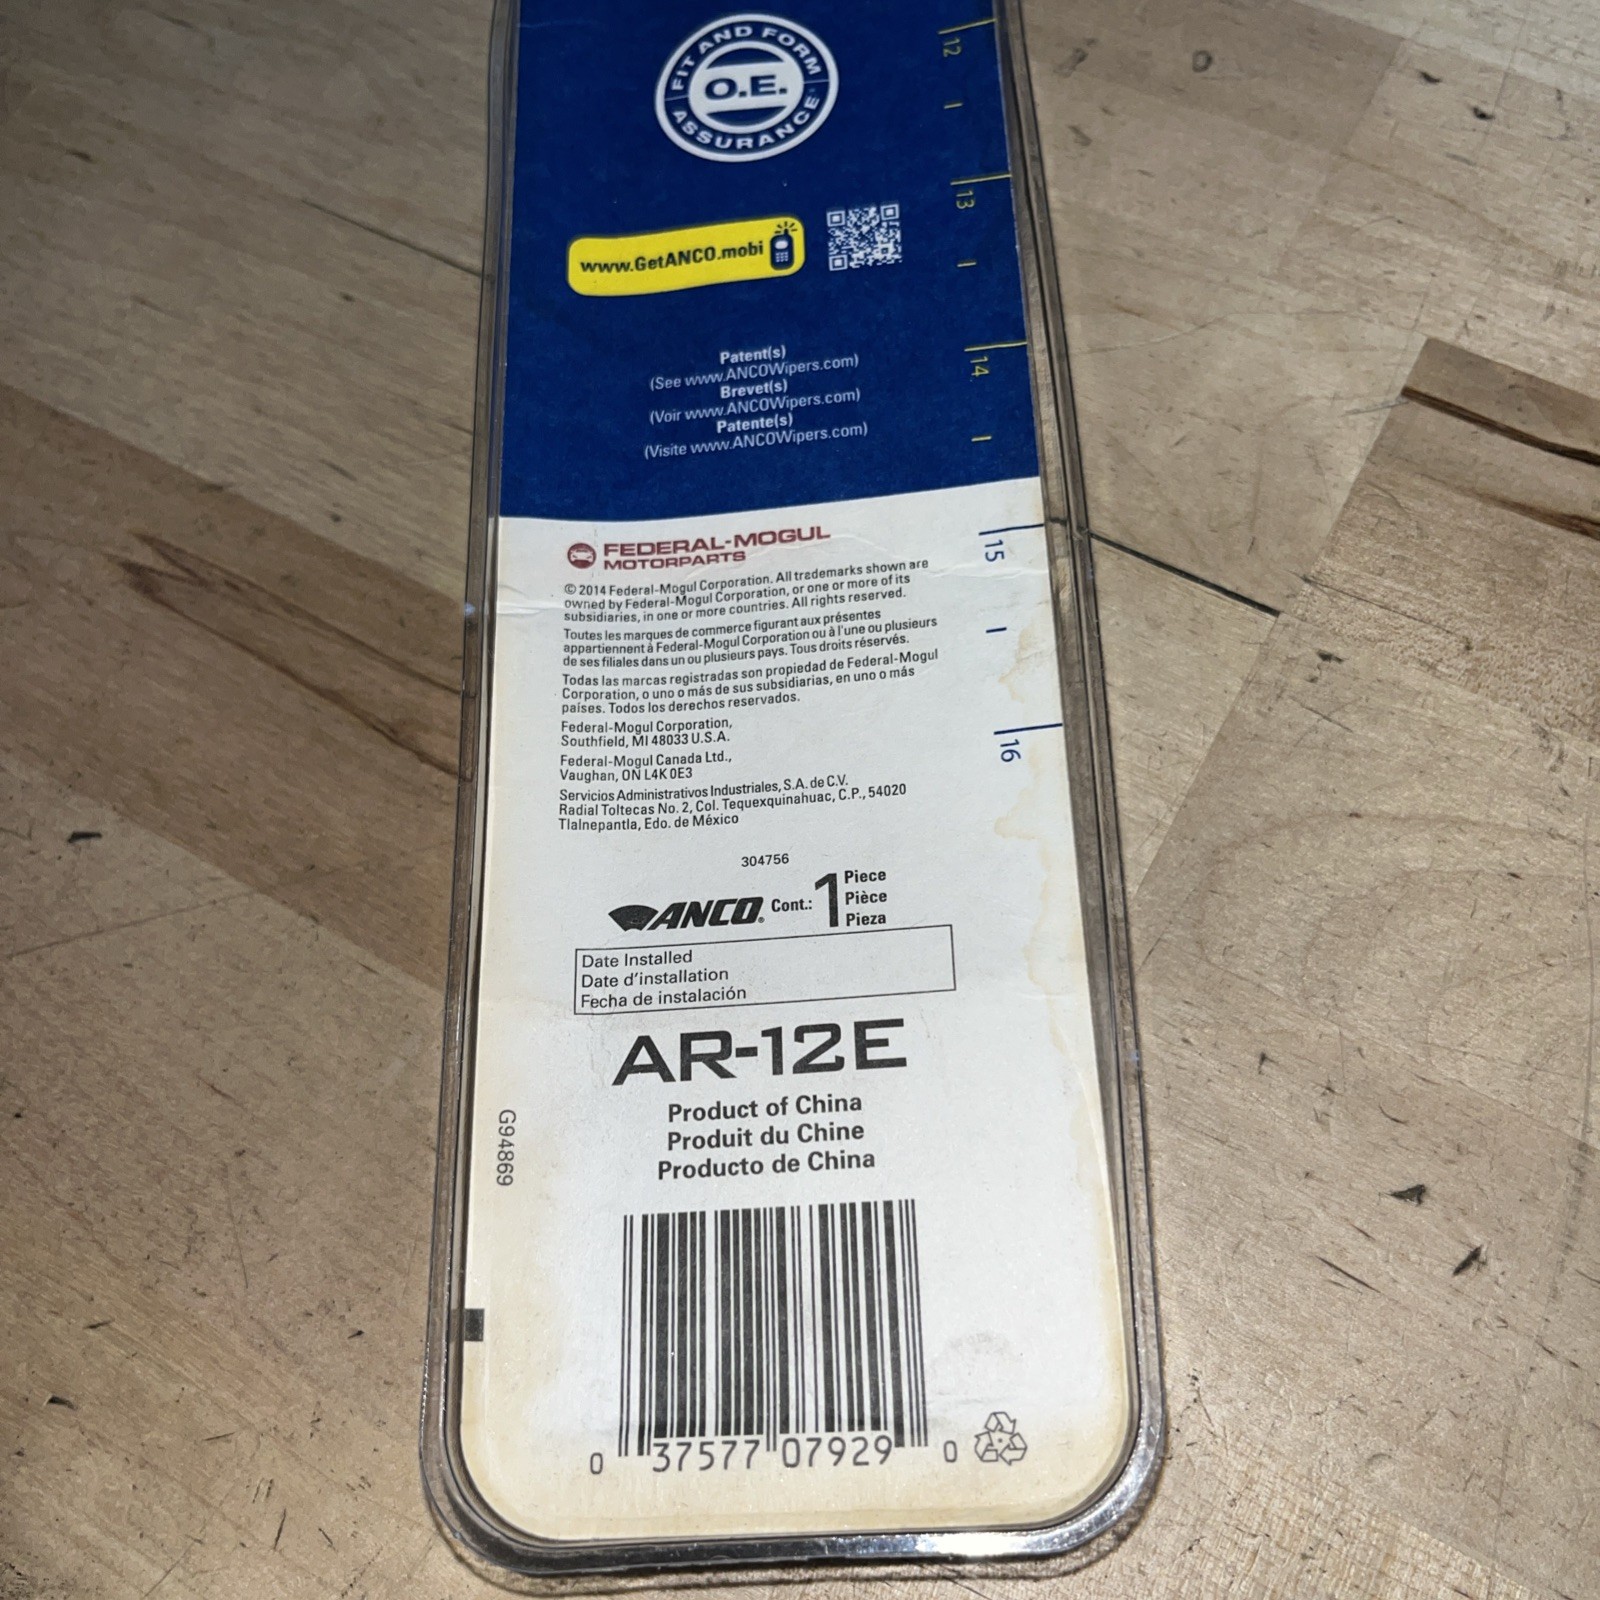 FIT AND FORM
O.E.
ASSURANCE
12
13
www.GetANCO.mobi
14
Patent(s)
(See www.ANCOWipers.com)
Brevet(s)
(Voir www.ANCOWipers.com)
Patente(s)
(Visite www.ANCOWipers.com)
15
FEDERAL-MOGUL
MOTORPARTS
© 2014 Federal-Mogul Corporation. All trademarks shown are
owned by Federal-Mogul Corporation, or one or more of its
subsidiaries, in one or more countries. All rights reserved.
Toutes les marques de commerce figurant aux présentes
appartiennent à Federal-Mogul Corporation ou à l'une ou plusieurs
de ses filiales dans un ou plusieurs pays. Tous droits réservés.
Todas las marcas registradas son propiedad de Federal-Mogul
Corporation, o uno o más de sus subsidiarias, en uno o más
países. Todos los derechos reservados.
16
Federal-Mogul Corporation,
Southfield, MI 48033 U.S.A.
Federal-Mogul Canada Ltd.,
Vaughan, ON L4K 0E3
Servicios Administrativos Industriales, S.A. de C.V.
Radial Toltecas No. 2, Col. Tequexquinahuac, C.P., 54020
Tlalnepantla, Edo. de México
304756
ANCO® Cont.: 1 Piece
Pièce
Pieza
Date Installed
Date d'installation
Fecha de instalación
AR-12E
Product of China
Produit du Chine
Producto de China
G94869
0 37577 07929 0